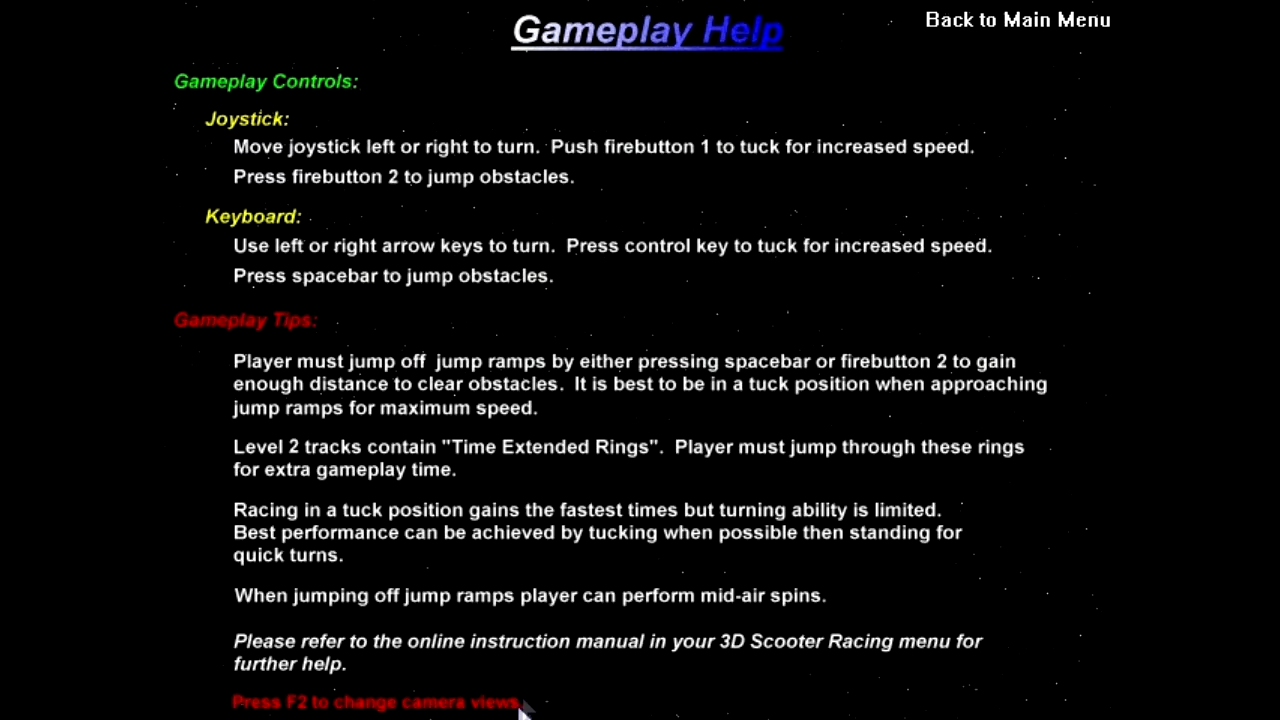 Gameplay Help
Back to Main Menu
Gameplay Controls:
Joystick:
Move joystick left or right to turn.  Push firebutton 1 to tuck for increased speed.
Press firebutton 2 to jump obstacles.
Keyboard:
Use left or right arrow keys to turn.  Press control key to tuck for increased speed.
Press spacebar to jump obstacles.
Gameplay Tips:
Player must jump off  jump ramps by either pressing spacebar or firebutton 2 to gain
enough distance to clear obstacles.  It is best to be in a tuck position when approaching
jump ramps for maximum speed.
Level 2 tracks contain "Time Extended Rings".  Player must jump through these rings
for extra gameplay time.
Racing in a tuck position gains the fastest times but turning ability is limited.
Best performance can be achieved by tucking when possible then standing for
quick turns.
When jumping off jump ramps player can perform mid-air spins.
Please refer to the online instruction manual in your 3D Scooter Racing menu for
further help.
Press F2 to change camera views.